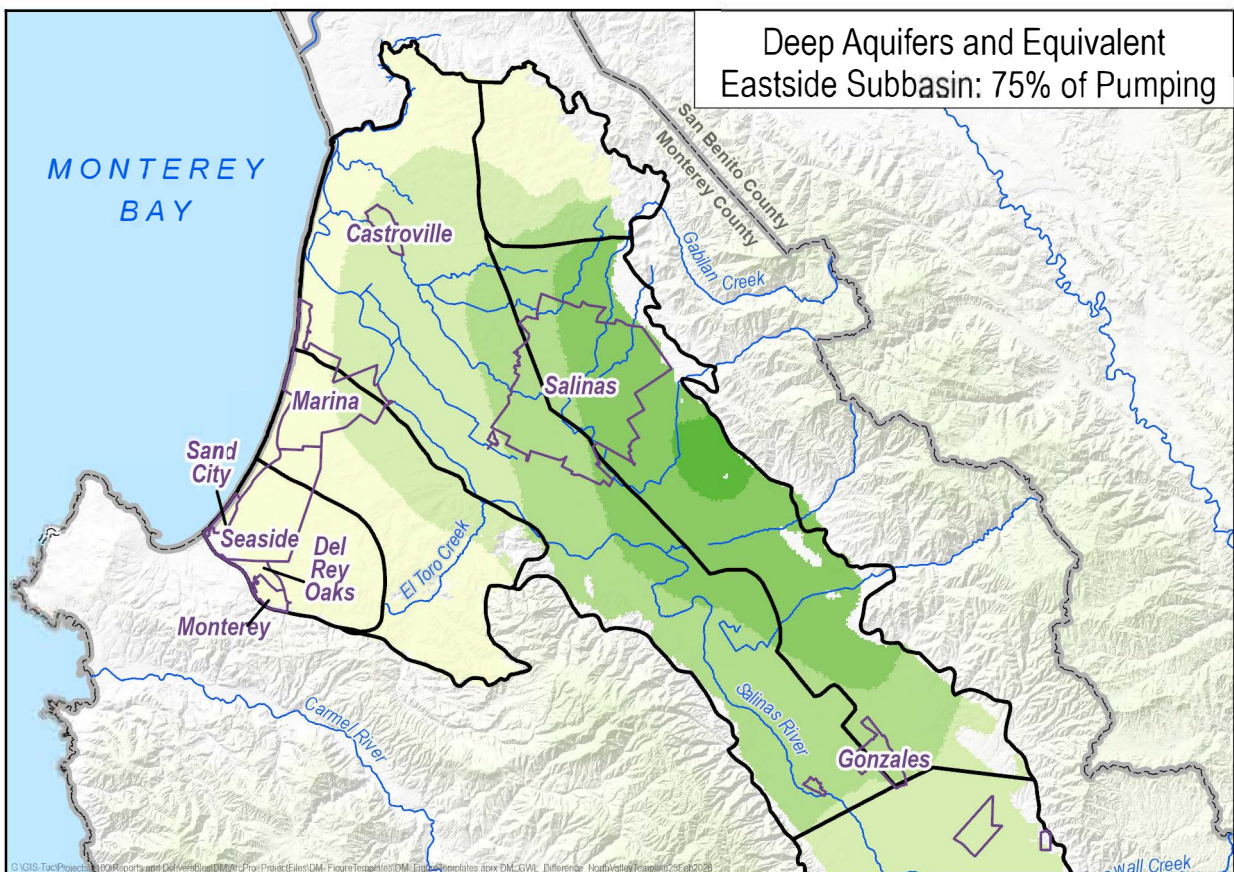 Deep Aquifers and Equivalent
Eastside Subbasin: 75% of Pumping
San Benito County
Monterey County
MONTEREY
BAY
Castroville
Gabilan Creek
Salinas
Marina
Sand
City
Seaside
Del
Rey
Oaks
El Toro Creek
Monterey
Salinas River
Carmel River
Gonzales
Wall Creek